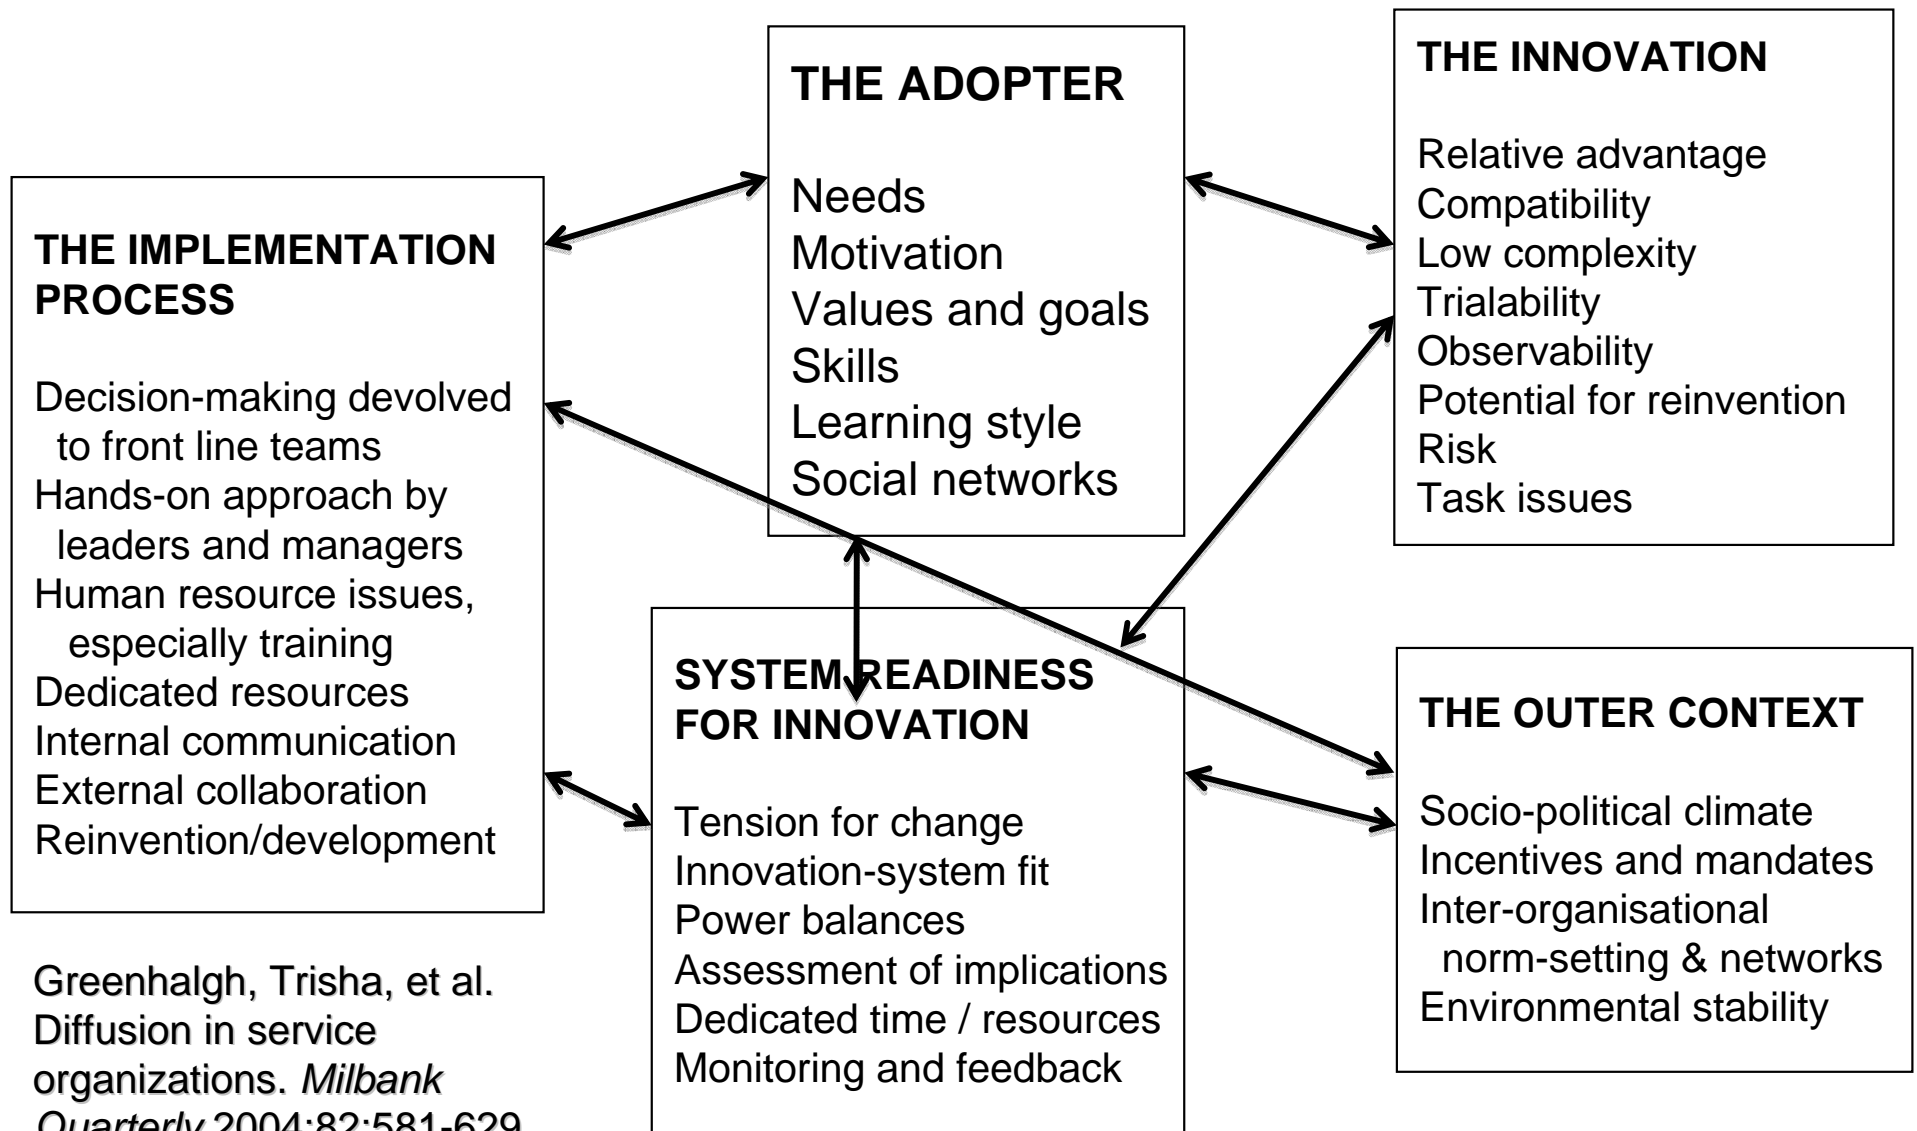 THE ADOPTER
Needs
Motivation
Values and goals
Skills
Learning style
Social networks
THE INNOVATION
Relative advantage
Compatibility
Low complexity
Trialability
Observability
Potential for reinvention
Risk
Task issues
THE IMPLEMENTATION
PROCESS
Decision-making devolved
to front line teams
Hands-on approach by
leaders and managers
Human resource issues,
especially training
Dedicated resources
Internal communication
External collaboration
Reinvention/development
SYSTEM READINESS
FOR INNOVATION
Tension for change
Innovation-system fit
Power balances
Assessment of implications
Dedicated time / resources
Monitoring and feedback
THE OUTER CONTEXT
Socio-political climate
Incentives and mandates
Inter-organisational
norm-setting & networks
Environmental stability
Greenhalgh, Trisha, et al.
Diffusion in service
organizations. Milbank
Quarterly 2004;82:581-629